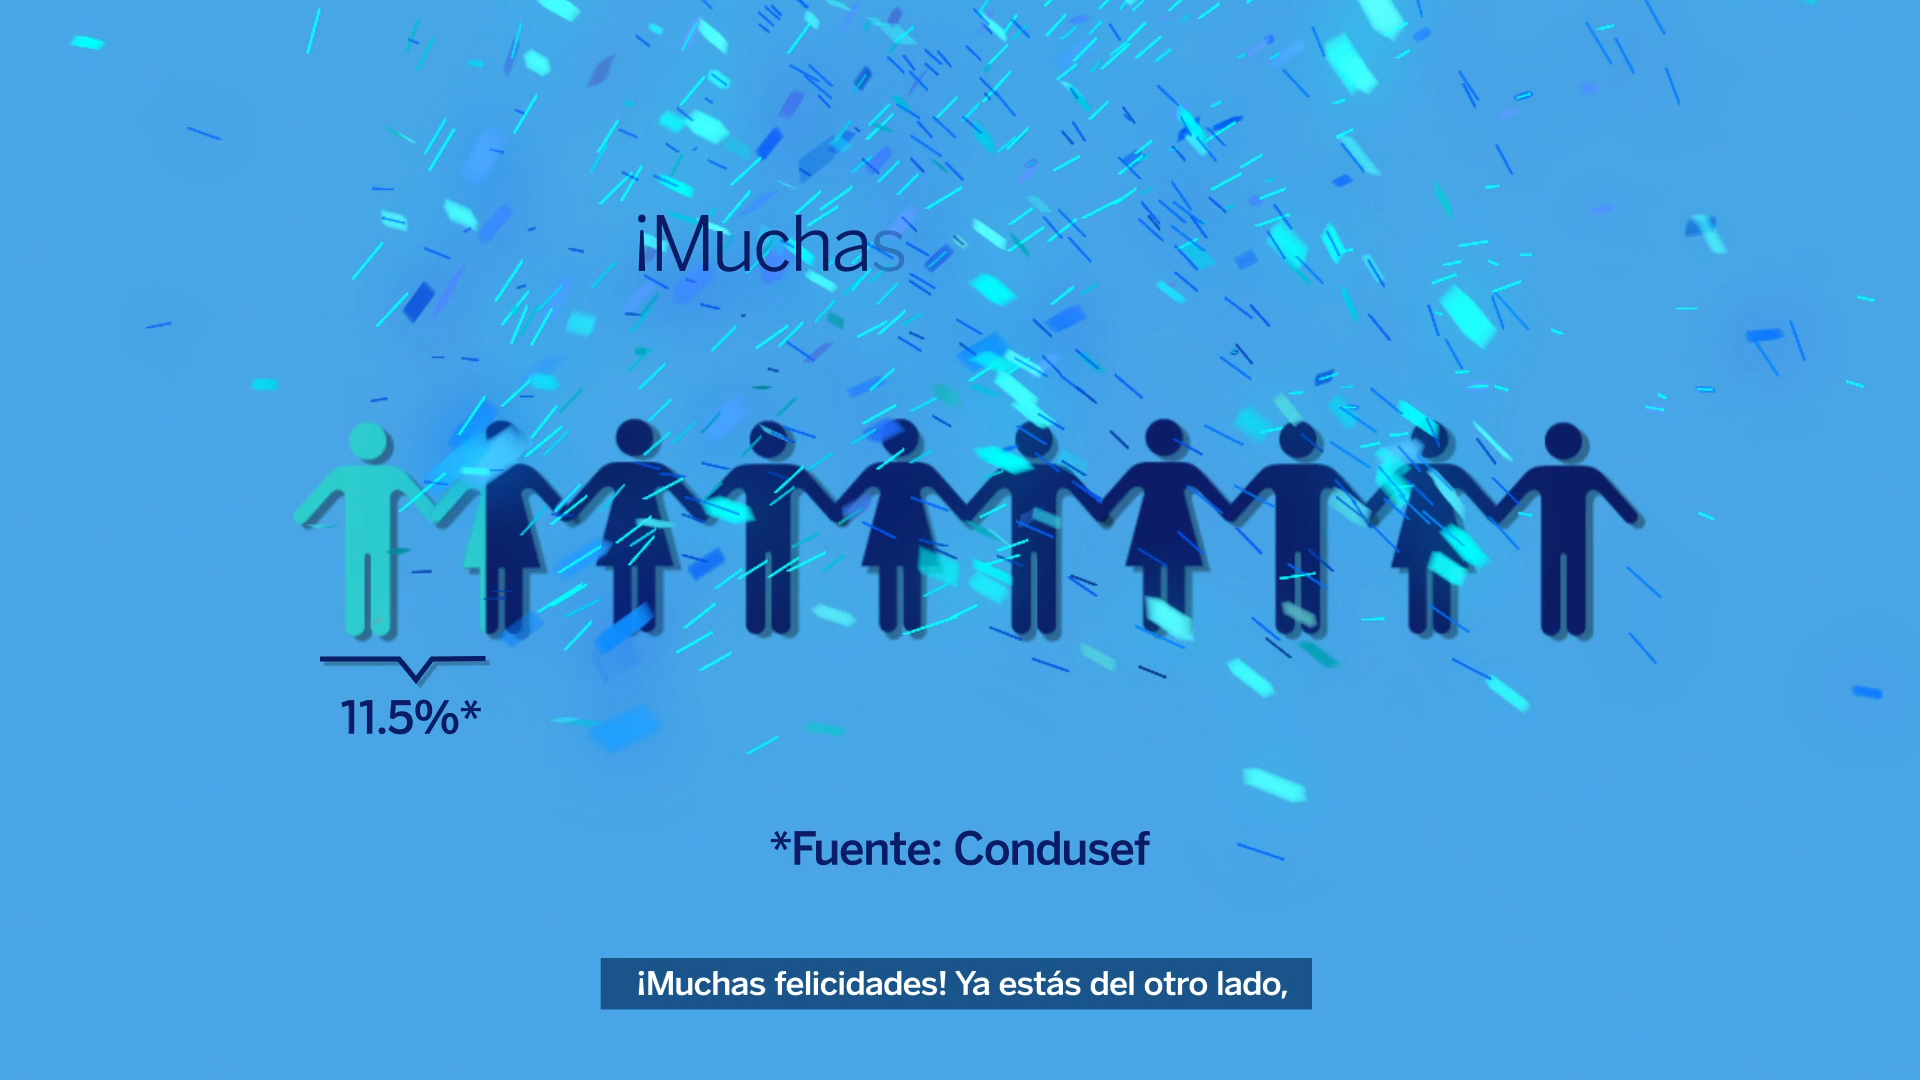 ¡Muchas
11.5%*
*Fuente: Condusef
¡Muchas felicidades! Ya estás del otro lado,